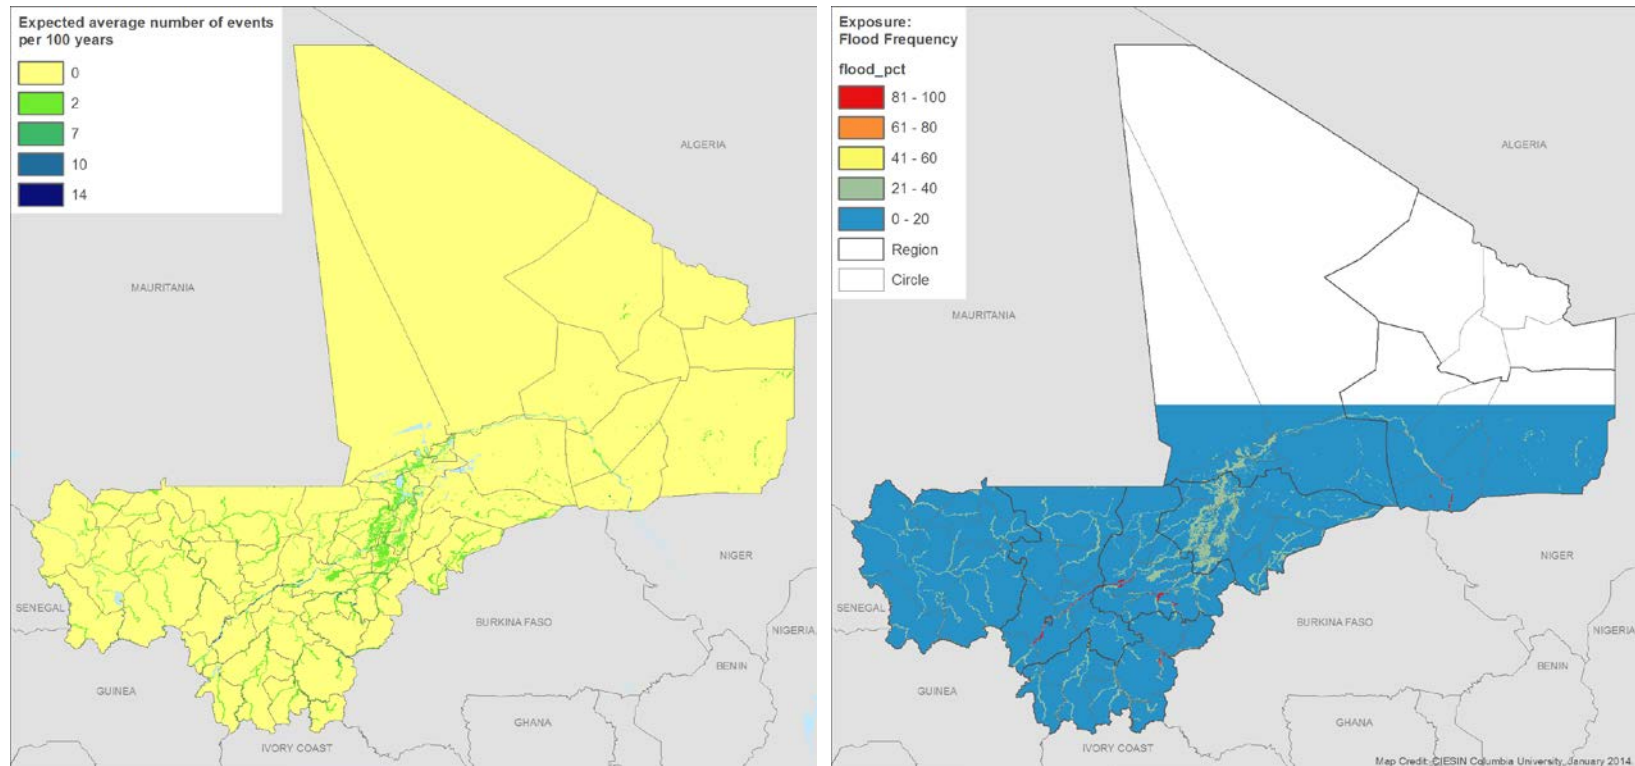 Expected average number of events
per 100 years
0
2
7
10
14
ALGERIA
MAURITANIA
NIGER
SENEGAL
BURKINA FASO
NIGERIA
BENIN
GUINEA
GHANA
IVORY COAST
Exposure:
Flood Frequency
flood_pct
81 - 100
61 - 80
41 - 60
21 - 40
0 - 20
Region
Circle
ALGERIA
MAURITANIA
NIGER
SENEGAL
BURKINA FASO
NIGERIA
BENIN
GUINEA
GHANA
IVORY COAST
Map Credit: CIESIN Columbia University, January 2014.